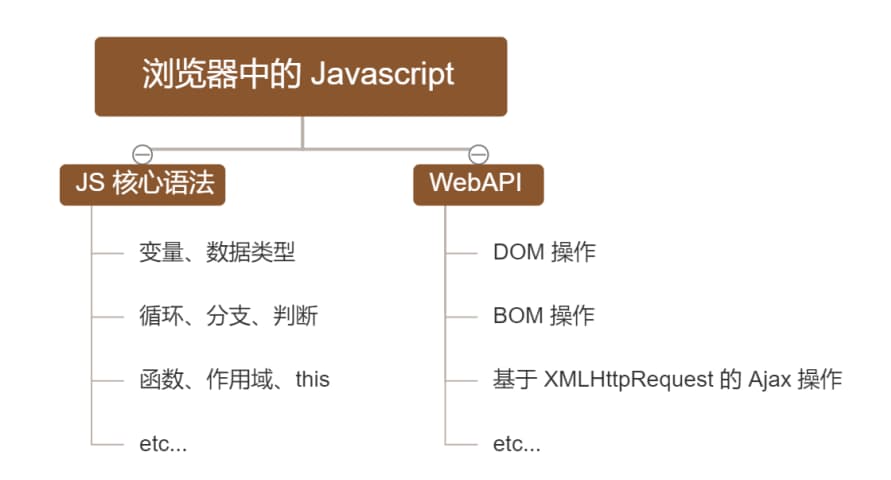 浏览器中的 Javascript
JS 核心语法
变量、数据类型
循环、分支、判断
函数、作用域、this
etc...
WebAPI
DOM 操作
BOM 操作
基于 XMLHttpRequest 的 Ajax 操作
etc...